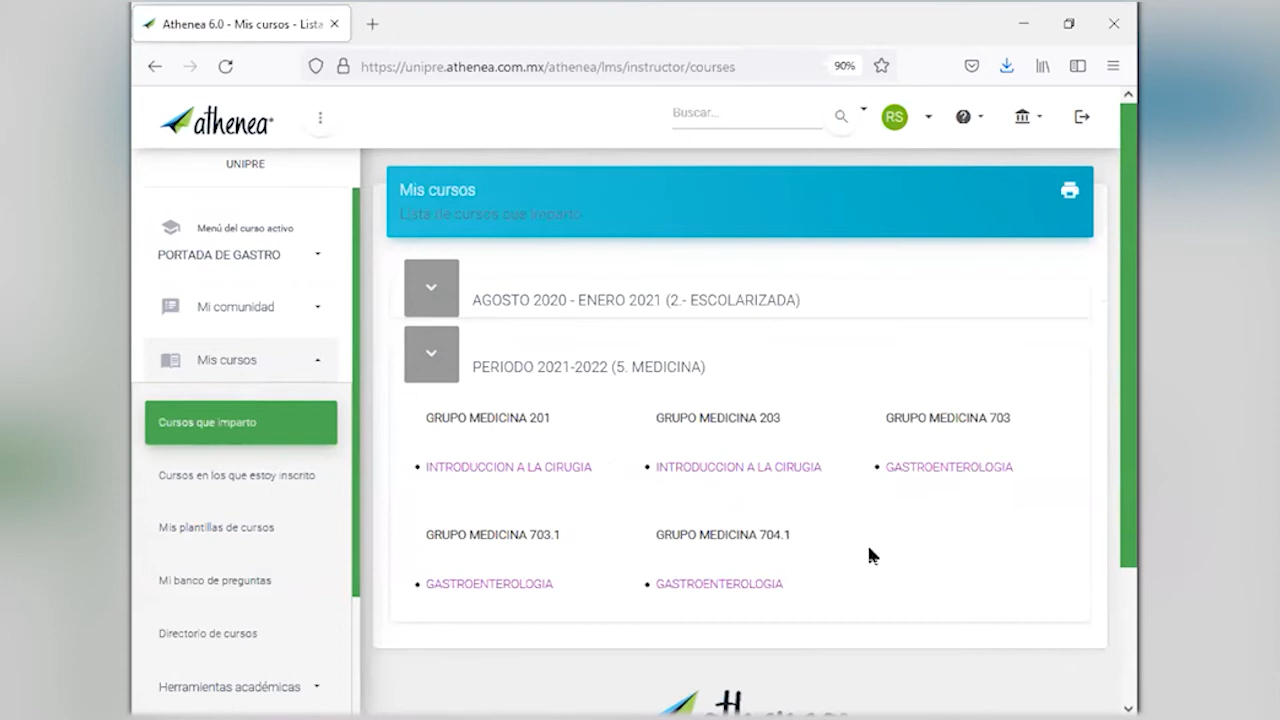 Athenea 6.0 - Mis cursos - Lista
https://unipre.athenea.com.mx/athenea/lms/instructor/courses
90%
athenea
Buscar...
RS
UNIPRE
Mis cursos
Lista de cursos que imparto
Menú del curso activo
PORTADA DE GASTRO
Mi comunidad
Mis cursos
Cursos que imparto
Cursos en los que estoy inscrito
Mis plantillas de cursos
Mi banco de preguntas
Directorio de cursos
Herramientas académicas
AGOSTO 2020 - ENERO 2021 (2.- ESCOLARIZADA)
PERIODO 2021-2022 (5. MEDICINA)
GRUPO MEDICINA 201
GRUPO MEDICINA 203
GRUPO MEDICINA 703
• INTRODUCCION A LA CIRUGIA
• INTRODUCCION A LA CIRUGIA
• GASTROENTEROLOGIA
GRUPO MEDICINA 703.1
GRUPO MEDICINA 704.1
• GASTROENTEROLOGIA
• GASTROENTEROLOGIA